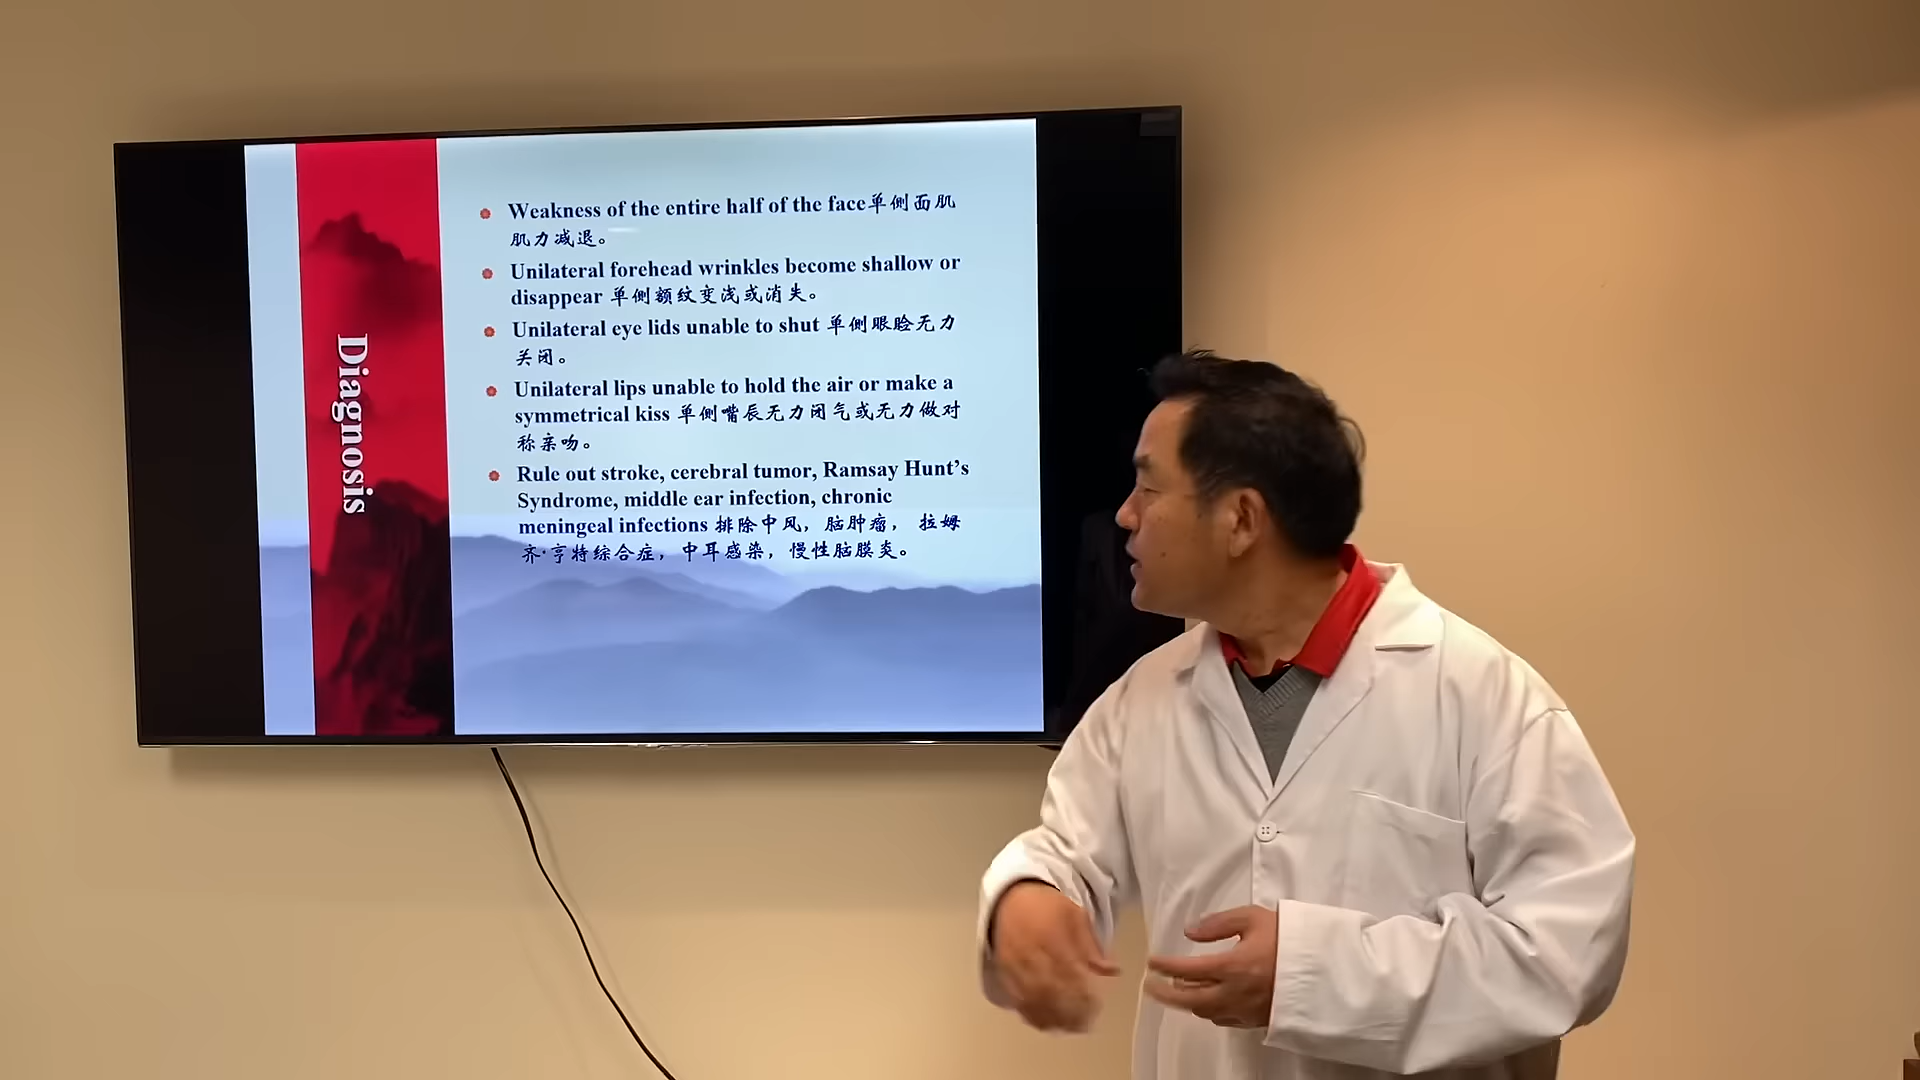 Diagnosis
Weakness of the entire half of the face单侧面肌
肌力减退。
Unilateral forehead wrinkles become shallow or
disappear 单侧额纹变浅或消失。
Unilateral eye lids unable to shut 单侧眼睑无力
关闭。
Unilateral lips unable to hold the air or make a
symmetrical kiss 单侧嘴辰无力闭气或无力做对
称亲吻。
Rule out stroke, cerebral tumor, Ramsay Hunt's
Syndrome, middle ear infection, chronic
meningeal infections 排除中风，脑肿瘤， 拉姆
齐·亨特综合症，中耳感染，慢性脑膜炎。